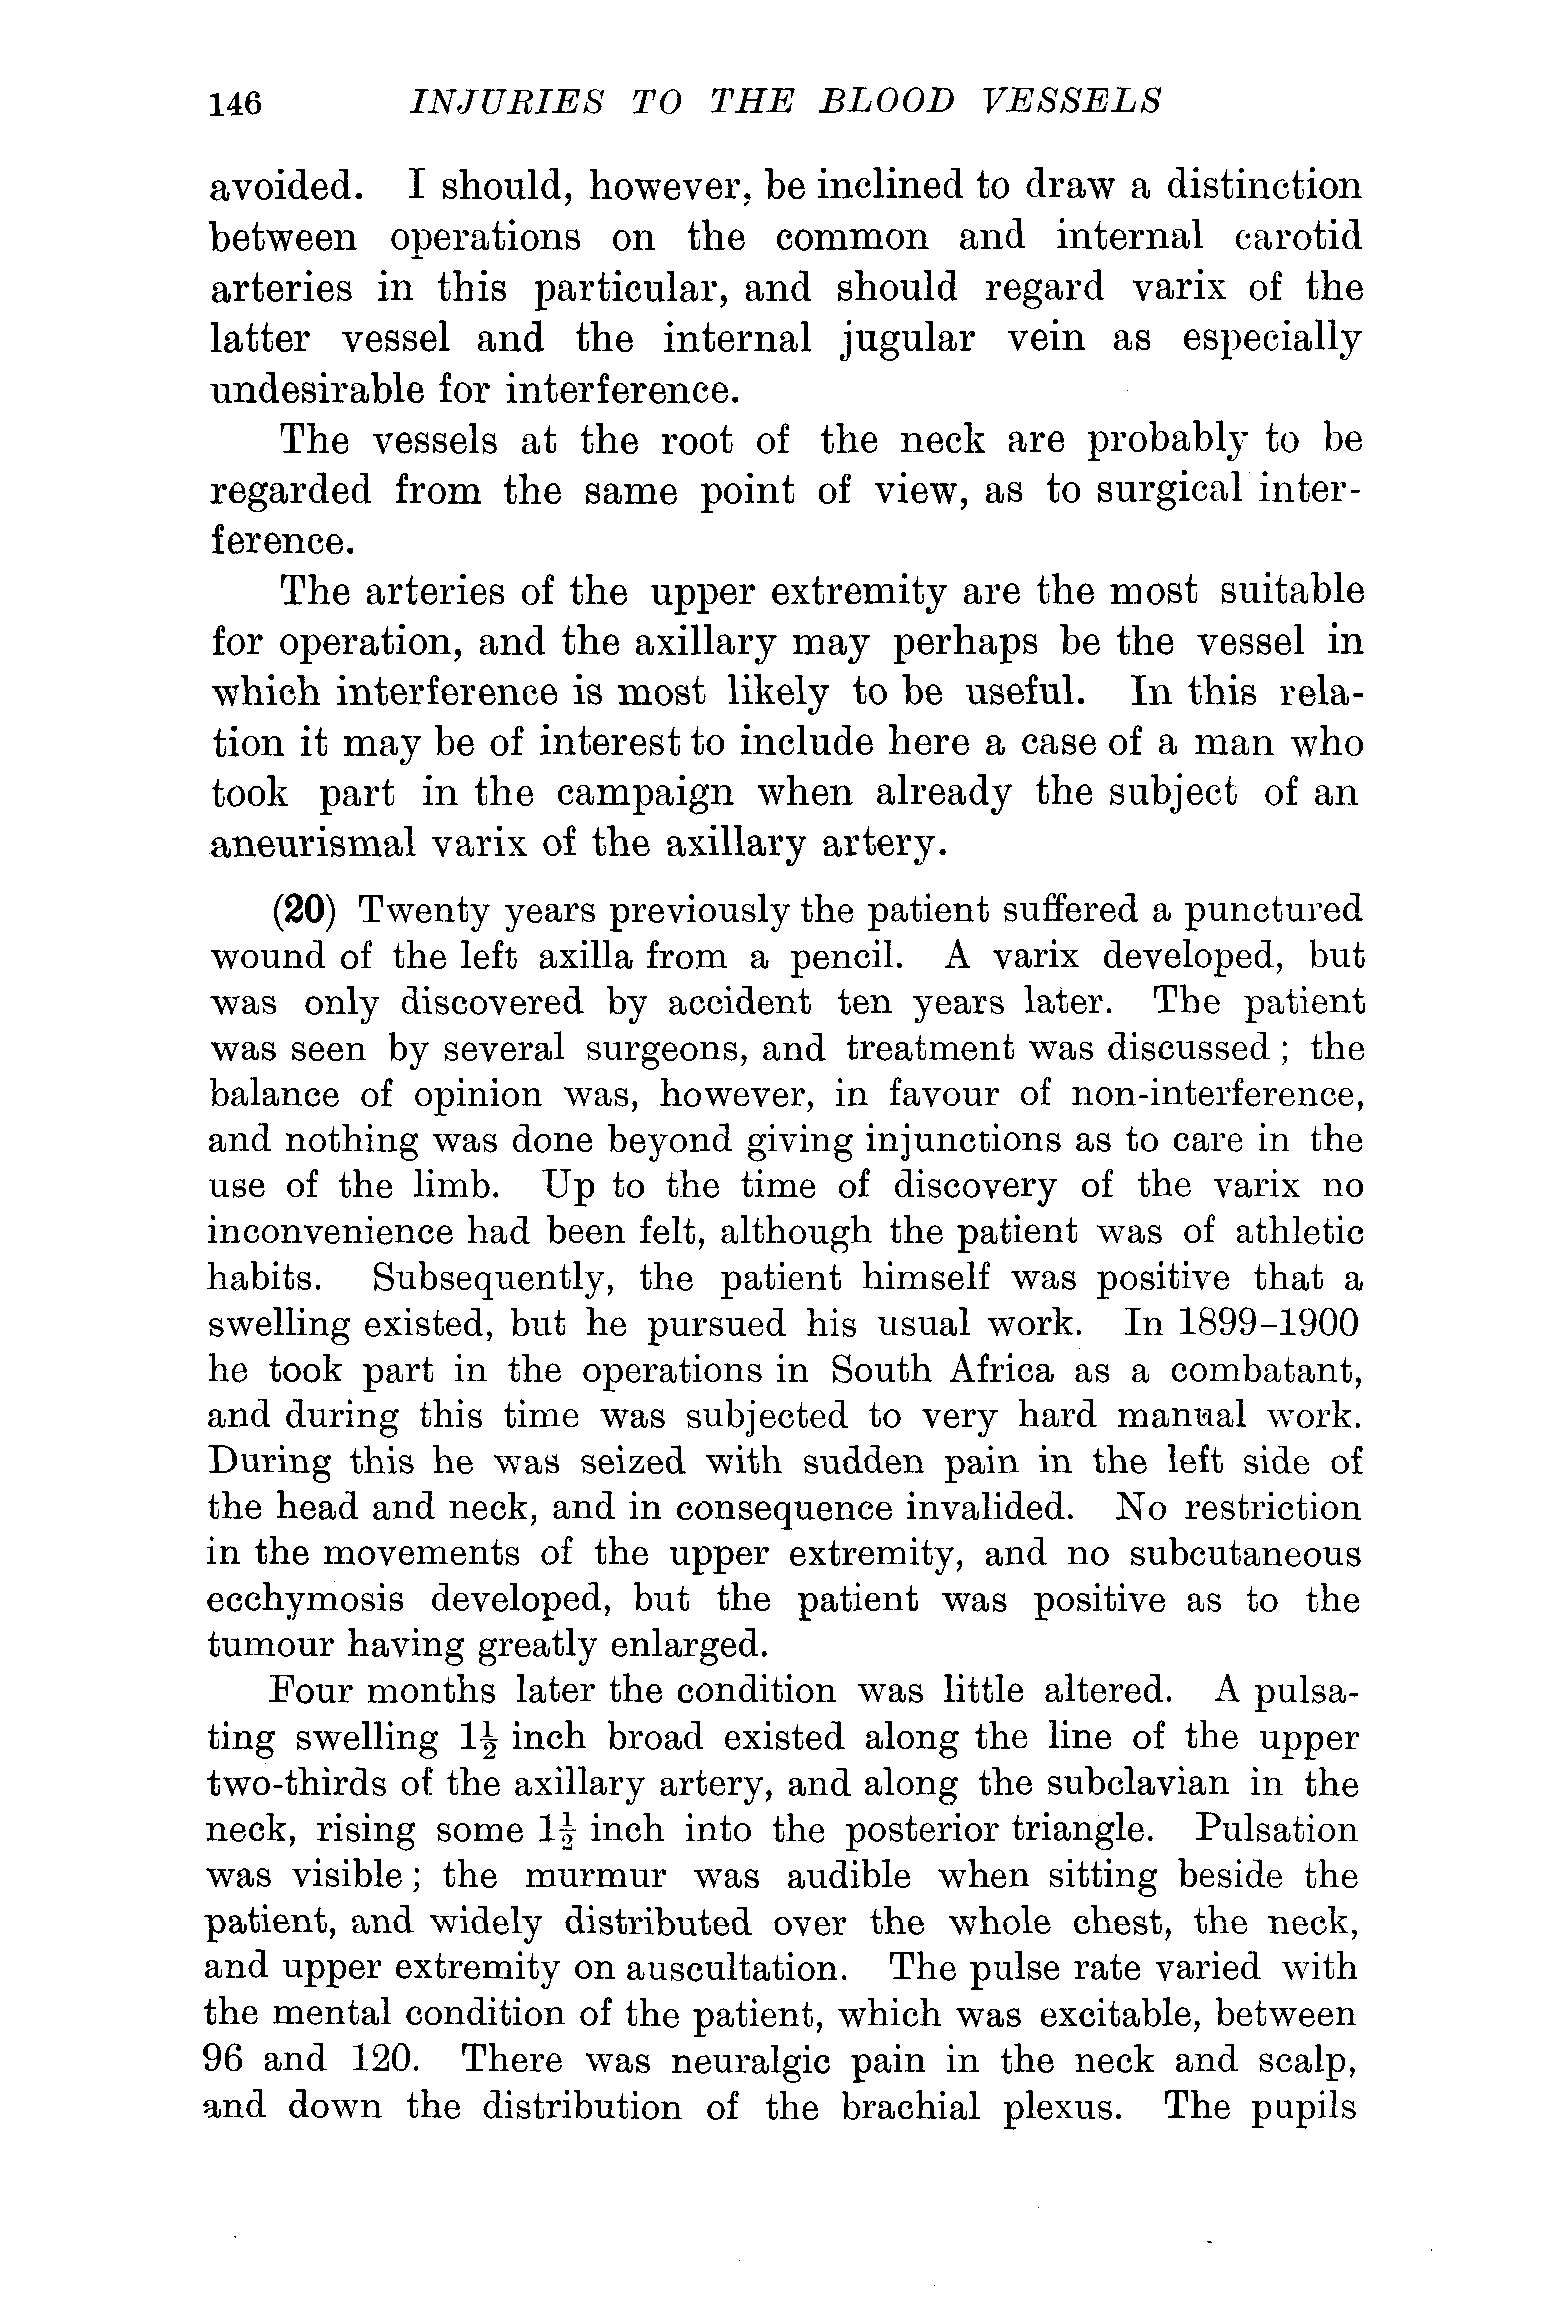 146 INJURIES TO THE BLOOD VESSELS
avoided. I should, however, be inclined to draw a distinction
between operations on the common and internal carotid
arteries in this particular, and should regard varix of the
latter vessel and the internal jugular vein as especially
undesirable for interference.
The vessels at the root of the neck are probably to be
regarded from the same point of view, as to surgical inter-
ference.
The arteries of the upper extremity are the most suitable
for operation, and the axillary may perhaps be the vessel in
which interference is most likely to be useful. In this rela-
tion it may be of interest to include here a case of a man who
took part in the campaign when already the subject of an
aneurismal varix of the axillary artery.
(20) Twenty years previously the patient suffered a punctured
wound of the left axilla from a pencil. A varix developed, but
was only discovered by accident ten years later. The patient
was seen by several surgeons, and treatment was discussed; the
balance of opinion was, however, in favour of non-interference,
and nothing was done beyond giving injunctions as to care in the
use of the limb. Up to the time of discovery of the varix no
inconvenience had been felt, although the patient was of athletic
habits. Subsequently, the patient himself was positive that a
swelling existed, but he pursued his usual work. In 1899–1900
he took part in the operations in South Africa as a combatant,
and during this time was subjected to very hard manual work.
During this he was seized with sudden pain in the left side of
the head and neck, and in consequence invalided. No restriction
in the movements of the upper extremity, and no subcutaneous
ecchymosis developed, but the patient was positive as to the
tumour having greatly enlarged.
Four months later the condition was little altered. A pulsa-
ting swelling 1½ inch broad existed along the line of the upper
two-thirds of the axillary artery, and along the subclavian in the
neck, rising some 1½ inch into the posterior triangle. Pulsation
was visible; the murmur was audible when sitting beside the
patient, and widely distributed over the whole chest, the neck,
and upper extremity on auscultation. The pulse rate varied with
the mental condition of the patient, which was excitable, between
96 and 120. There was neuralgic pain in the neck and scalp,
and down the distribution of the brachial plexus. The pupils